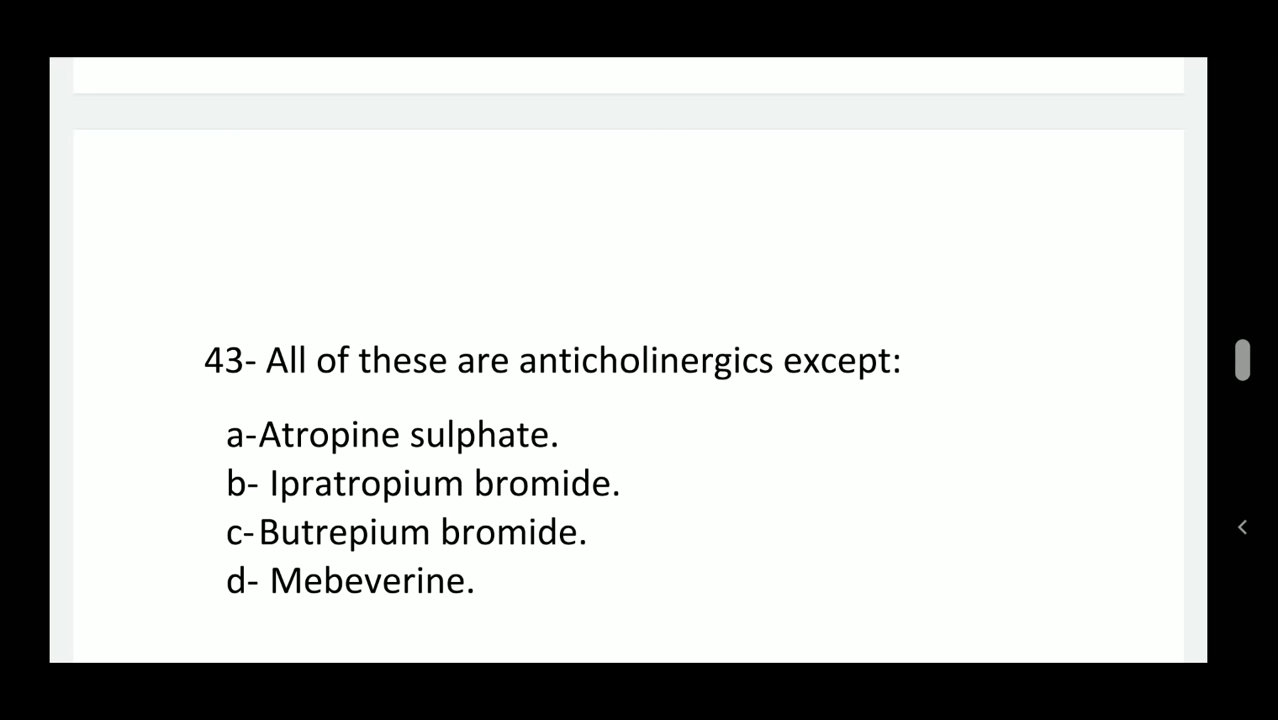 43- All of these are anticholinergics except:
a-Atropine sulphate.
b- Ipratropium bromide.
c-Butrepium bromide.
d- Mebeverine.